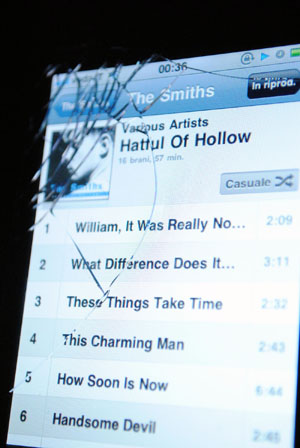 00:36
The Smiths
In riprod.
Various Artists
Hatful Of Hollow
16 brani, 57 min.
The Smiths
Casuale
1 William, It Was Really No... 2:09
2 What Difference Does It... 3:11
3 These Things Take Time 2:32
4 This Charming Man 2:43
5 How Soon Is Now 6:44
6 Handsome Devil 2:45